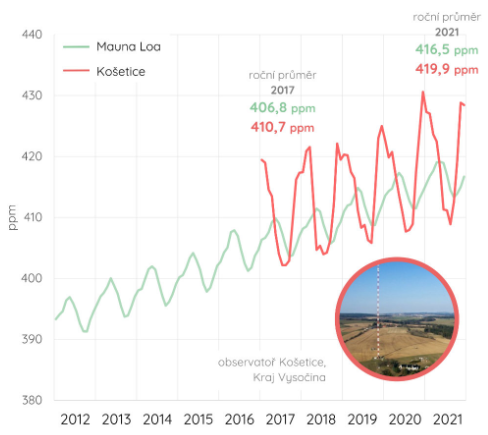 roční průměr
2021
416,5 ppm
419,9 ppm
440
Mauna Loa
Košetice
roční průměr
2017
406,8 ppm
410,7 ppm
430
420
ppm
410
400
390
380
observatoř Košetice,
Kraj Vysočina
2012 2013 2014 2015 2016 2017 2018 2019 2020 2021